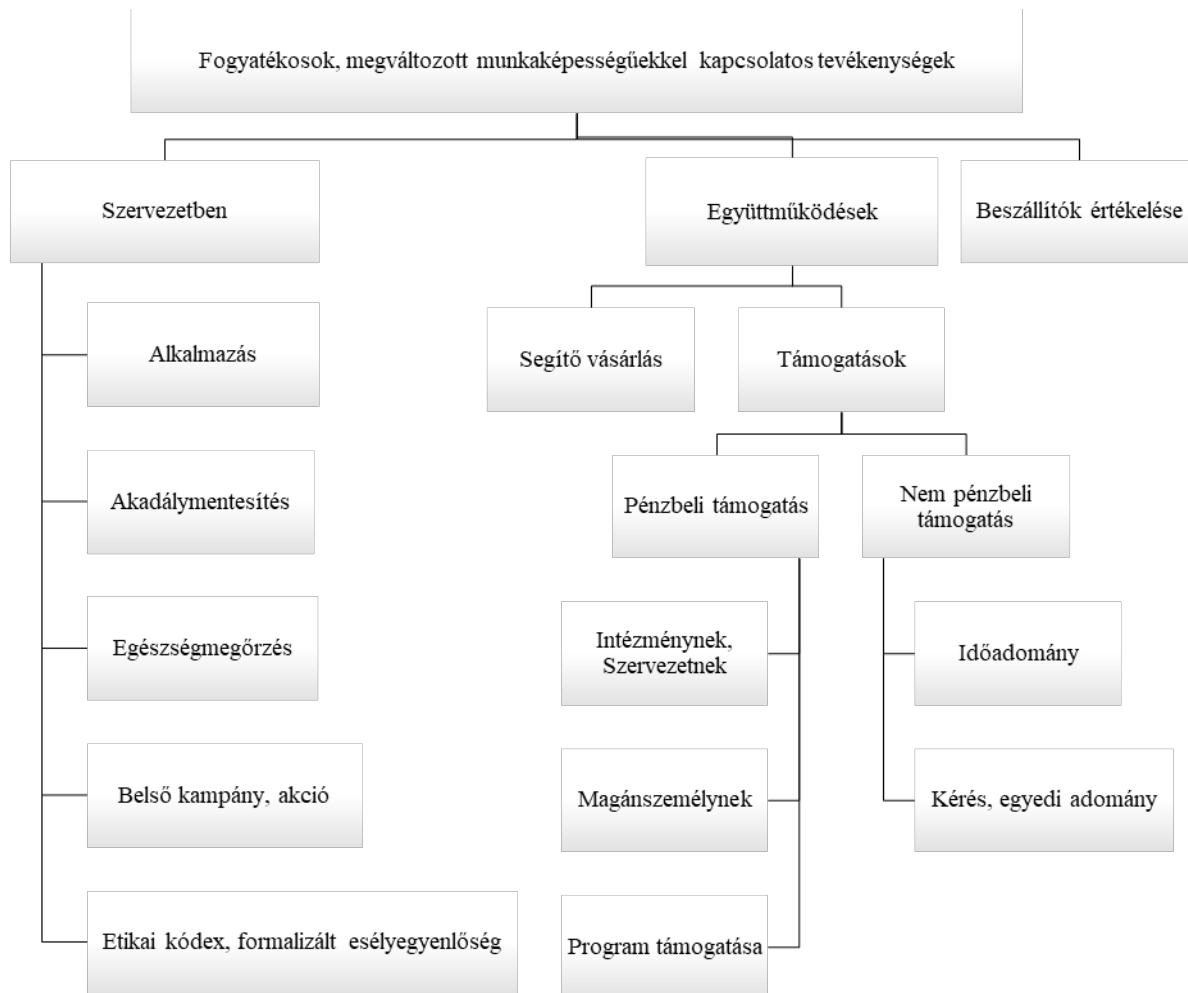 Fogyatékosok, megváltozott munkaképességűekkel kapcsolatos tevékenységek
Szervezetben
Együttműködések
Beszállítók értékelése
Alkalmazás
Akadálymentesítés
Egészségmegőrzés
Belső kampány, akció
Etikai kódex, formalizált esélyegyenlőség
Segítő vásárlás
Támogatások
Pénzbeli támogatás
Nem pénzbeli
támogatás
Intézménynek,
Szervezetnek
Magánszemélynek
Program támogatása
Időadomány
Kérés, egyedi adomány